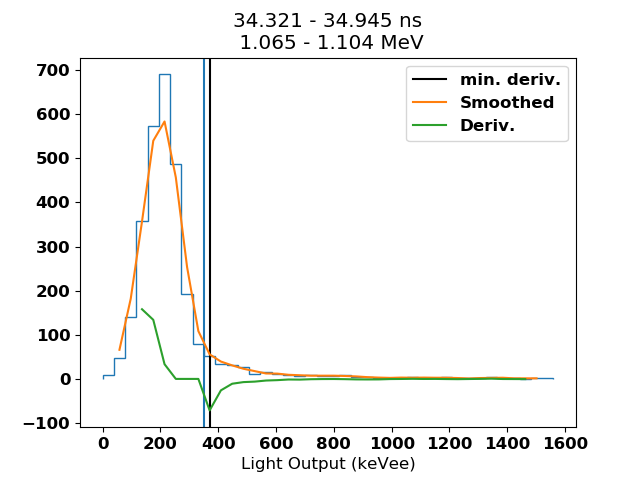 34.321 - 34.945 ns
1.065 - 1.104 MeV
min. deriv.
Smoothed
Deriv.
700
600
500
400
300
200
100
0
−100
0 200 400 600 800 1000 1200 1400 1600
Light Output (keVee)